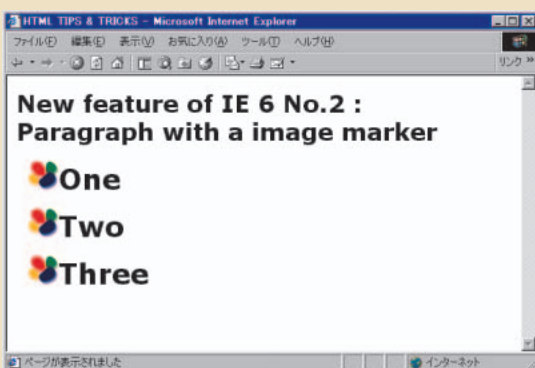 HTML TIPS & TRICKS - Microsoft Internet Explorer
ファイル(F) 編集(E) 表示(V) お気に入り(A) ツール(T) ヘルプ(H)
リンク »
New feature of IE 6 No.2 :
Paragraph with a image marker
One
Two
Three
ページが表示されました インターネット